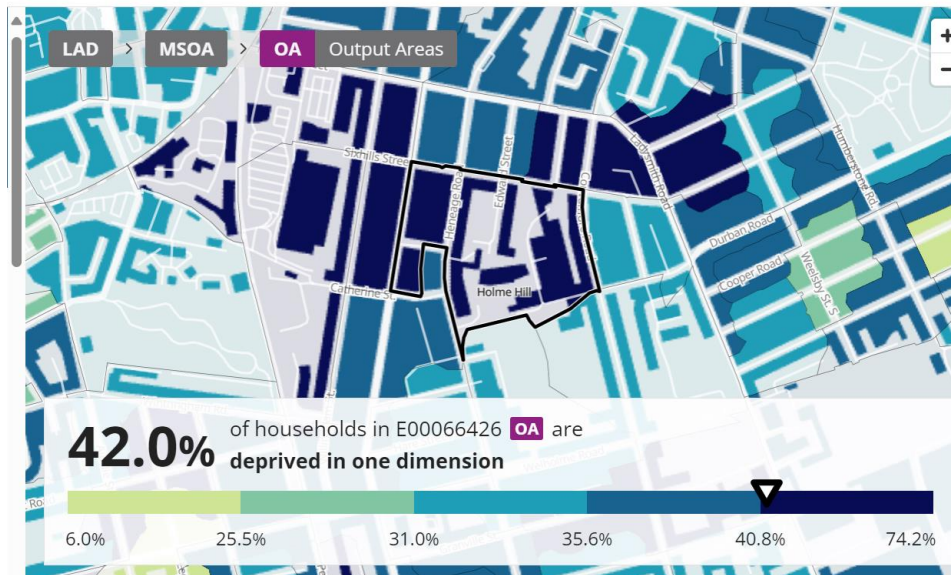 LAD > MSOA > OA Output Areas
+
−
Sixhills Street
Heneage Road
Edward Street
Ladysmith Road
Humberstone Rd.
Durban Road
Cooper Road
Weelsby St. S
Catherine St.
Holme Hill
42.0% of households in E00066426 OA are
deprived in one dimension
6.0% 25.5% 31.0% 35.6% 40.8% 74.2%